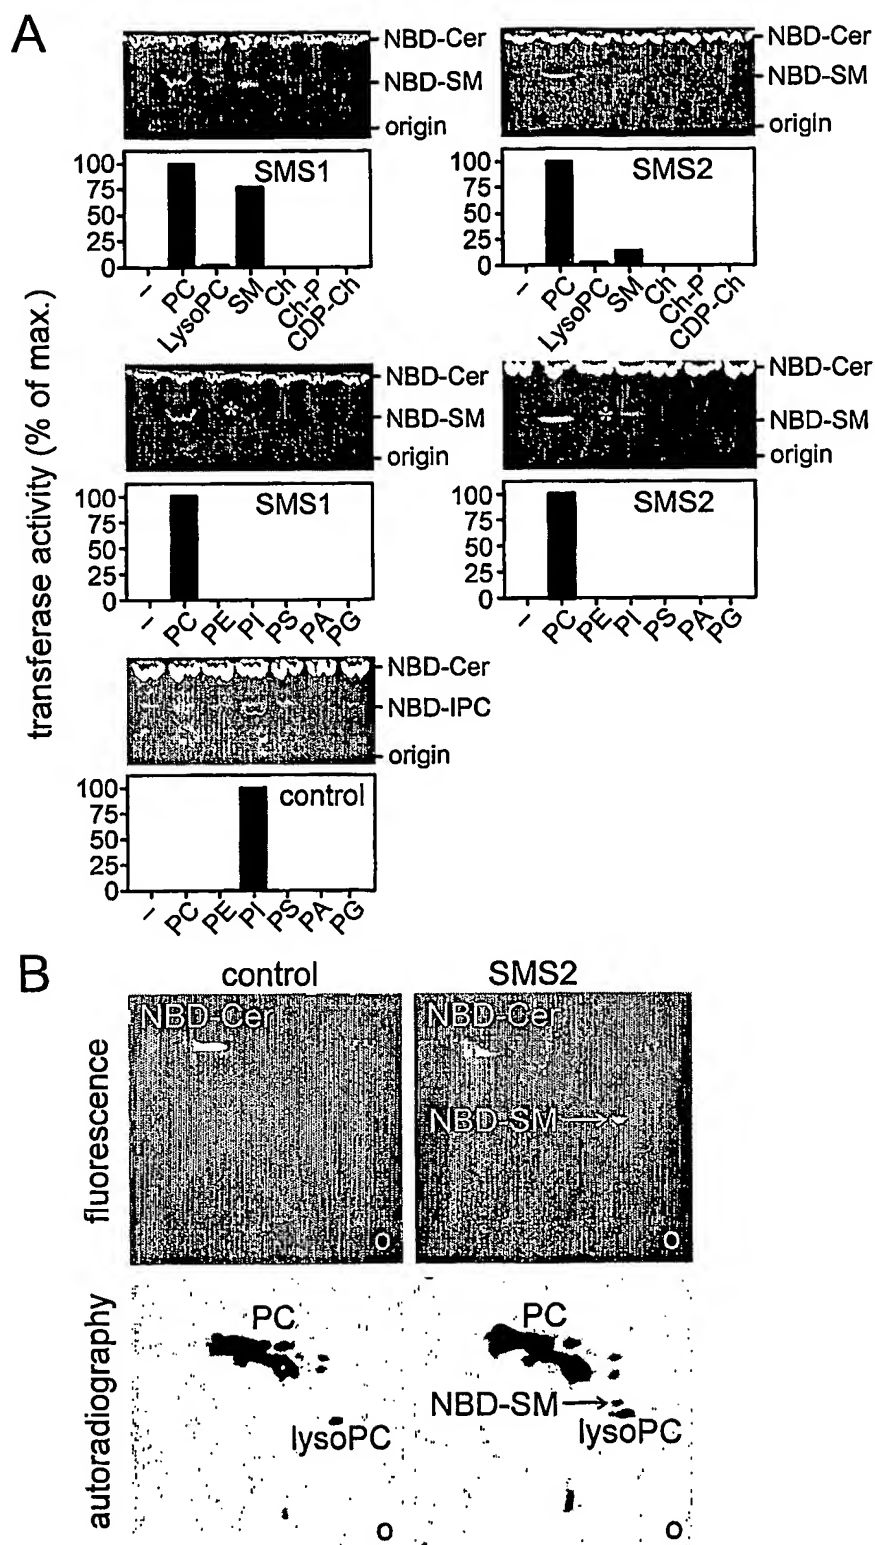 A
NBD-Cer
NBD-SM
origin
NBD-Cer
NBD-SM
origin
transferase activity (% of max.)
100
75
50
25
0
SMS1
– PC LysoPC SM Ch Ch-P CDP-Ch
100
75
50
25
0
SMS2
– PC LysoPC SM Ch Ch-P CDP-Ch
NBD-Cer
* NBD-SM
origin
NBD-Cer
* NBD-SM
origin
100
75
50
25
0
SMS1
– PC PE PI PS PA PG
100
75
50
25
0
SMS2
– PC PE PI PS PA PG
NBD-Cer
NBD-IPC
origin
100
75
50
25
0
control
– PC PE PI PS PA PG
B
control SMS2
fluorescence
NBD-Cer
o
NBD-Cer
NBD-SM
o
autoradiography
PC
lysoPC
o
PC
NBD-SM
lysoPC
o